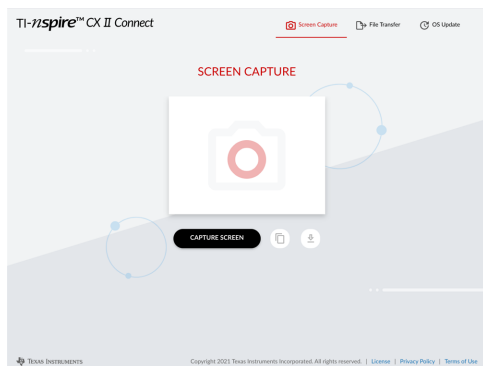 TI-nspire™ CX II Connect
Screen Capture
File Transfer
OS Update
SCREEN CAPTURE
CAPTURE SCREEN
TEXAS INSTRUMENTS
Copyright 2021 Texas Instruments Incorporated. All rights reserved. | License | Privacy Policy | Terms of Use